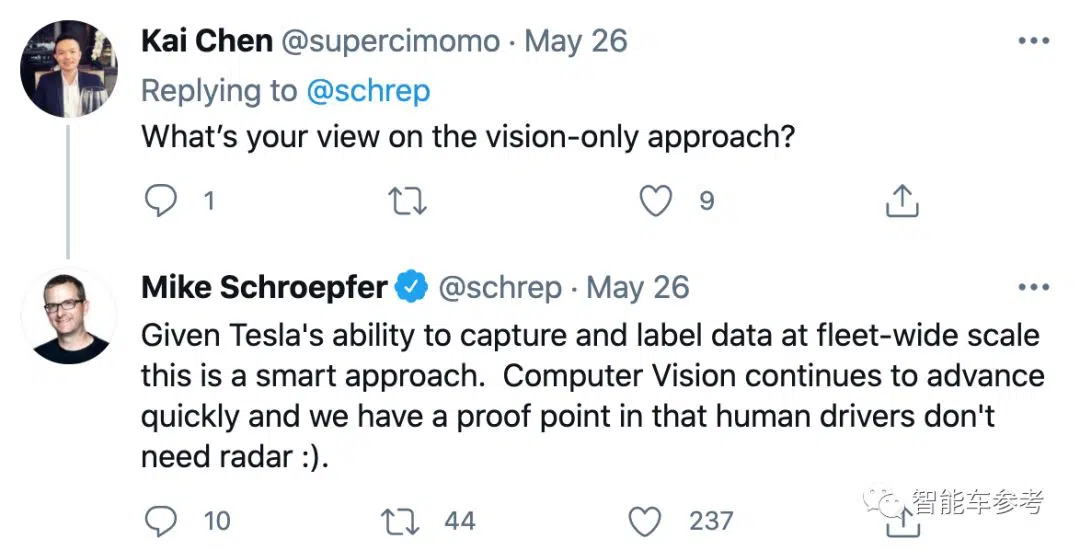 Kai Chen @supercimomo · May 26
Replying to @schrep
What's your view on the vision-only approach?
1 9
Mike Schroepfer @schrep · May 26
Given Tesla's ability to capture and label data at fleet-wide scale
this is a smart approach.  Computer Vision continues to advance
quickly and we have a proof point in that human drivers don't
need radar :).
10 44 237
智能车参考